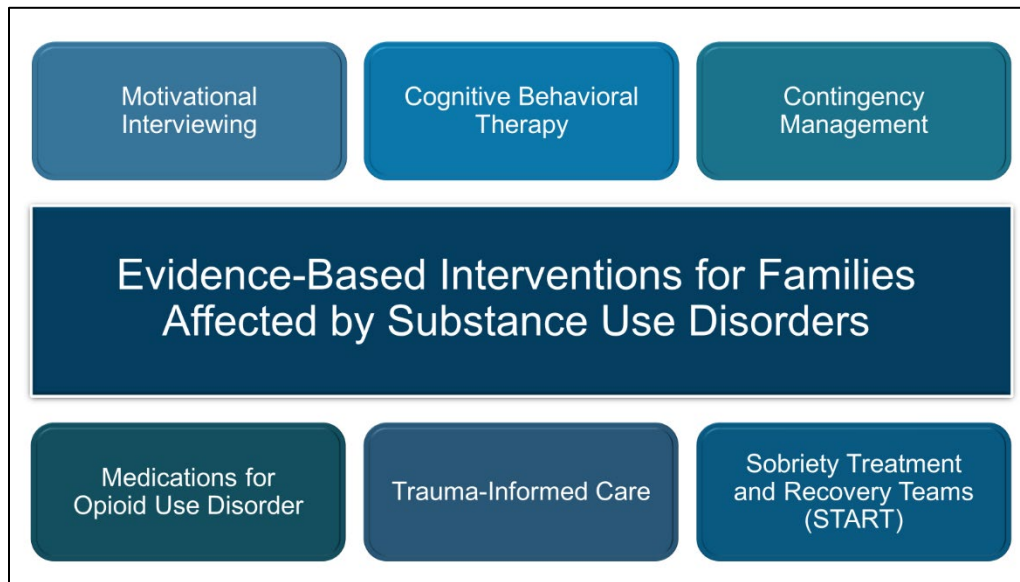 Motivational
Interviewing
Cognitive Behavioral
Therapy
Contingency
Management
Evidence-Based Interventions for Families
Affected by Substance Use Disorders
Medications for
Opioid Use Disorder
Trauma-Informed Care
Sobriety Treatment
and Recovery Teams
(START)